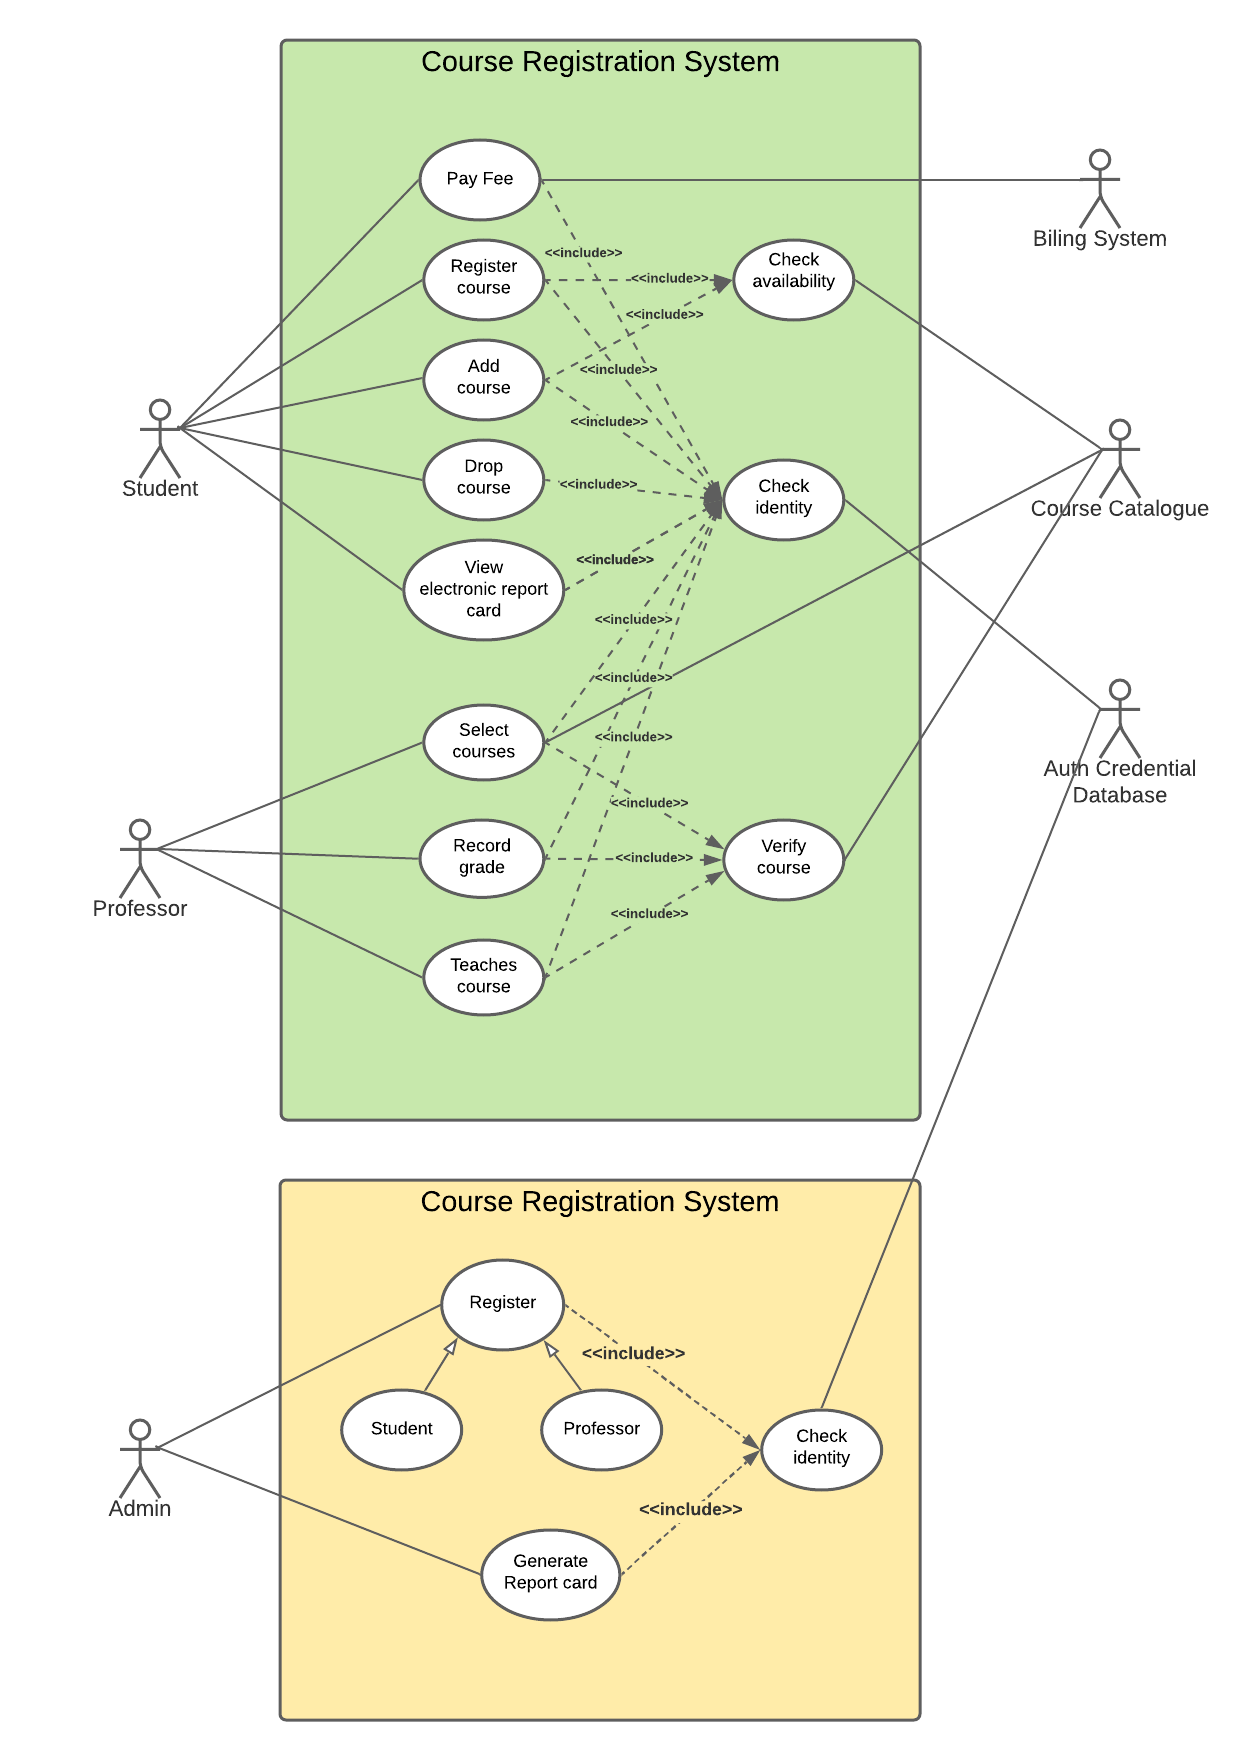 Course Registration System
Pay Fee
Biling System
<<include>>
Register
course
<<include>>
Check
availability
<<include>>
Add
course
<<include>>
<<include>>
Student
Drop
course
<<include>>
Check
identity
Course Catalogue
View
electronic report
card
<<include>>
<<include>>
<<include>>
Select
courses
<<include>>
Auth Credential
Database
<<include>>
Record
grade
<<include>>
Verify
course
Professor
<<include>>
Teaches
course
Course Registration System
Register
<<include>>
Student
Professor
Check
identity
Admin
<<include>>
Generate
Report card